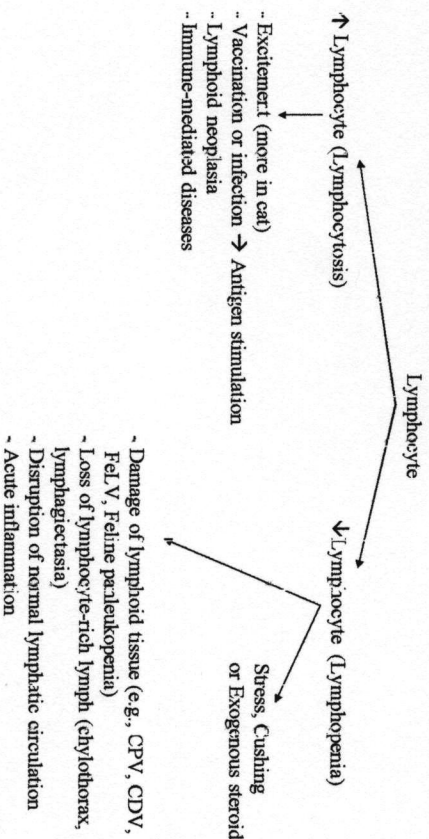 Lymphocyte
↑ Lymphocyte (Lymphocytosis)
- Excitement (more in cat)
- Vaccination or infection → Antigen stimulation
- Lymphoid neoplasia
- Immune-mediated diseases
↓Lymphocyte (Lymphopenia)
Stress, Cushing
or Exogenous steroid
- Damage of lymphoid tissue (e.g., CPV, CDV,
FeLV, Feline panleukopenia)
- Loss of lymphocyte-rich lymph (chylothorax,
lymphagiectasia)
- Disruption of normal lymphatic circulation
- Acute inflammation